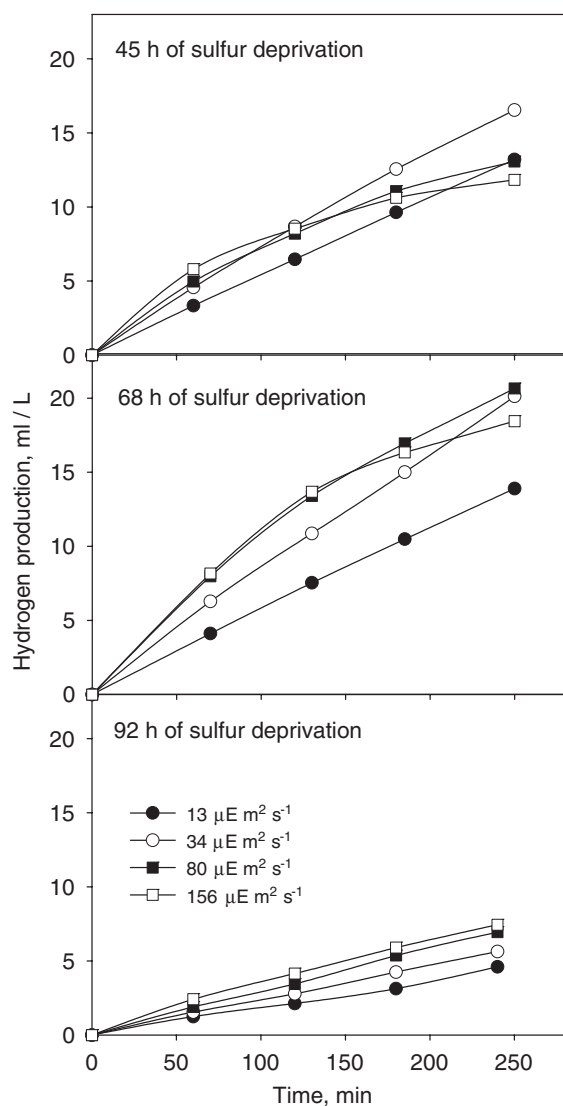 45 h of sulfur deprivation
20
15
10
5
0
68 h of sulfur deprivation
20
15
10
5
0
Hydrogen production, ml / L
92 h of sulfur deprivation
20
15
10
5
0
13 μE m² s⁻¹
34 μE m² s⁻¹
80 μE m² s⁻¹
156 μE m² s⁻¹
0 50 100 150 200 250
Time, min